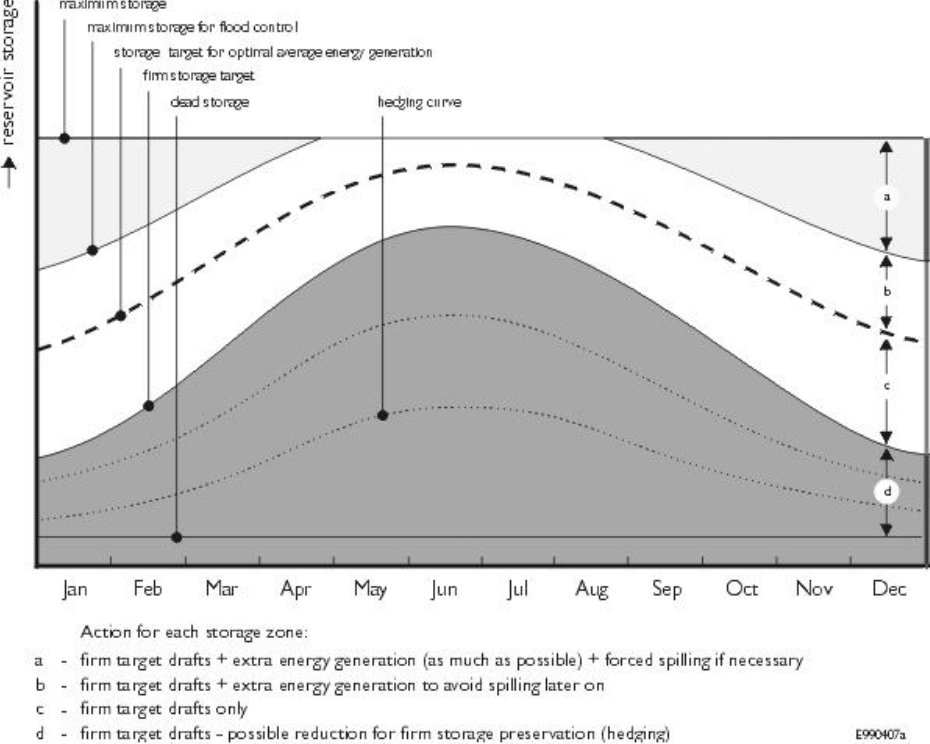 maximum storage
maximum storage for flood control
storage target for optimal average energy generation
firm storage target
dead storage
hedging curve
reservoir storage
a
b
c
d
Jan Feb Mar Apr May Jun Jul Aug Sep Oct Nov Dec
Action for each storage zone:
a - firm target drafts + extra energy generation (as much as possible) + forced spilling if necessary
b - firm target drafts + extra energy generation to avoid spilling later on
c - firm target drafts only
d - firm target drafts - possible reduction for firm storage preservation (hedging)
E990407a